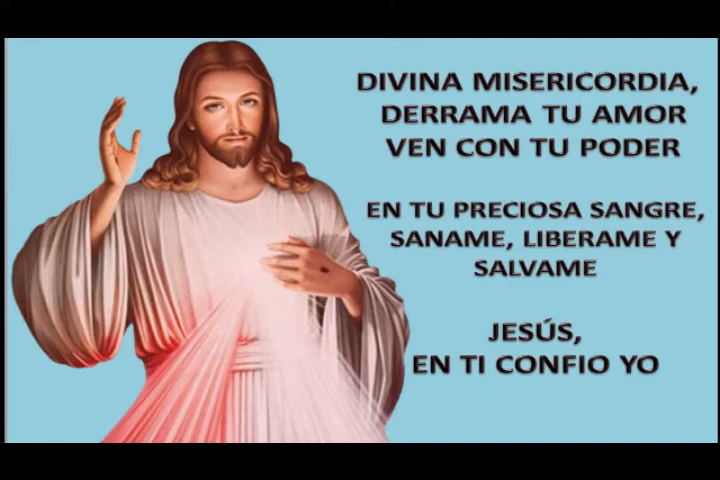 DIVINA MISERICORDIA,
DERRAMA TU AMOR
VEN CON TU PODER
EN TU PRECIOSA SANGRE,
SANAME, LIBERAME Y
SALVAME
JESÚS,
EN TI CONFIO YO